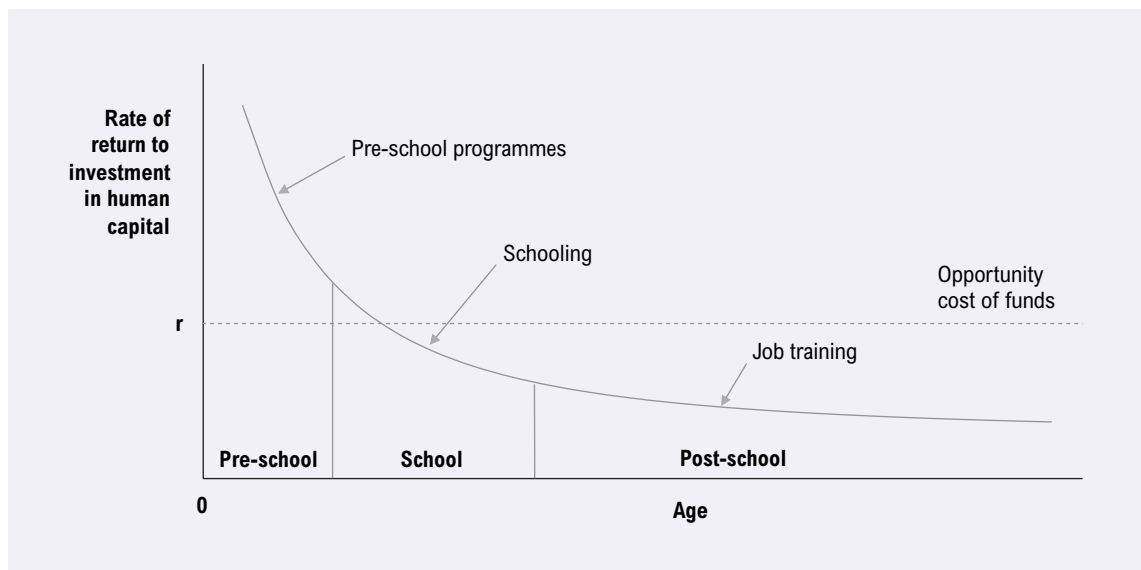 Rate of
return to
investment
in human
capital
Pre-school programmes
Schooling
Opportunity
cost of funds
r
Job training
Pre-school
School
Post-school
0
Age